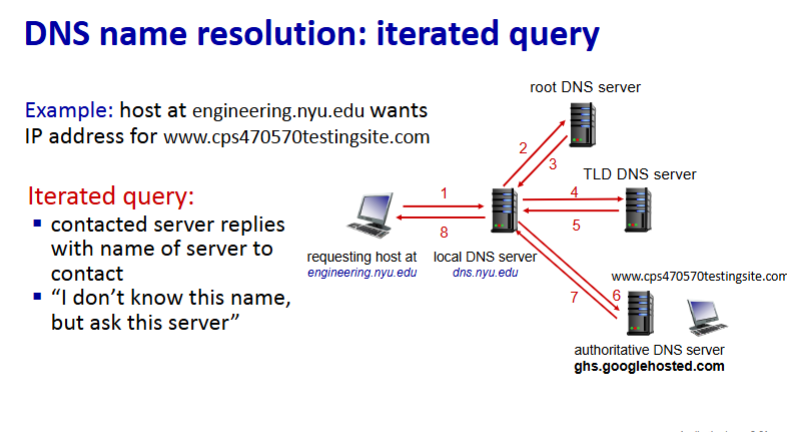 DNS name resolution: iterated query
Example: host at engineering.nyu.edu wants
IP address for www.cps470570testingsite.com
Iterated query:
▪ contacted server replies
with name of server to
contact
▪ “I don’t know this name,
but ask this server”
root DNS server
2
3
TLD DNS server
1
4
5
8
requesting host at
engineering.nyu.edu
local DNS server
dns.nyu.edu
www.cps470570testingsite.com
7
6
authoritative DNS server
ghs.googlehosted.com